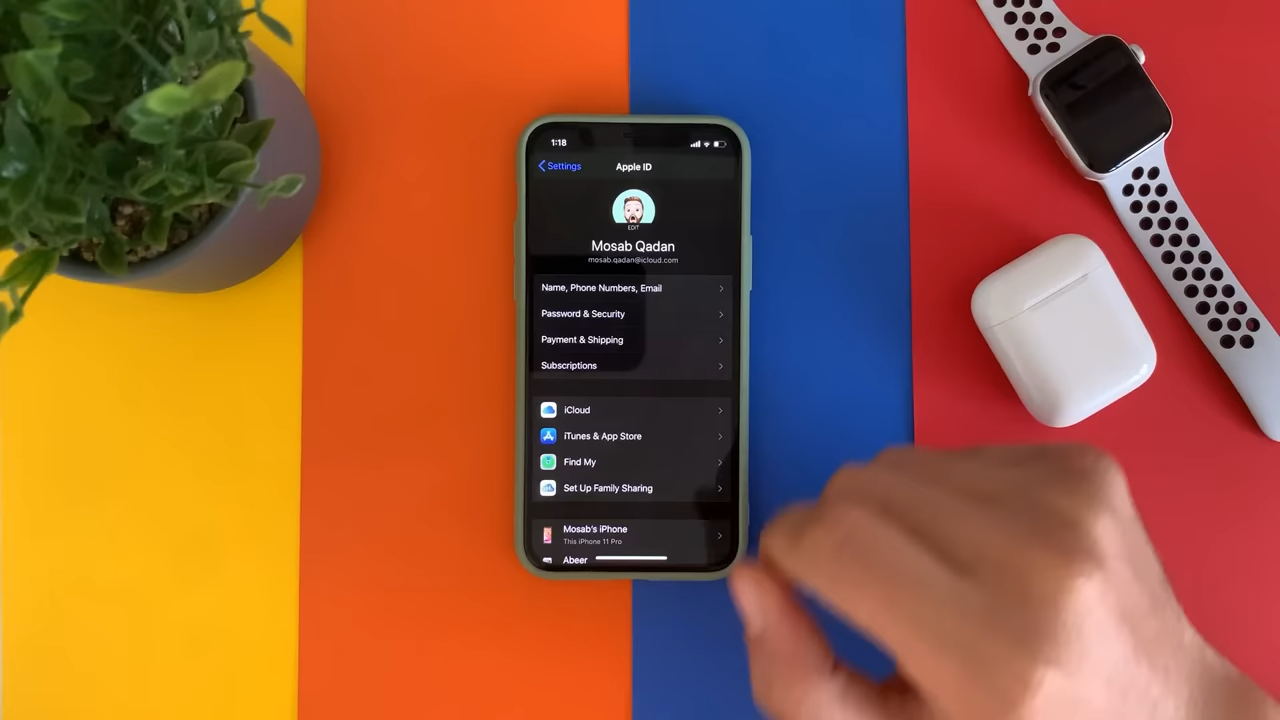 1:18
Settings
Apple ID
EDIT
Mosab Qadan
mosab.qadan@icloud.com
Name, Phone Numbers, Email
Password & Security
Payment & Shipping
Subscriptions
iCloud
iTunes & App Store
Find My
Set Up Family Sharing
Mosab's iPhone
This iPhone 11 Pro
Abeer